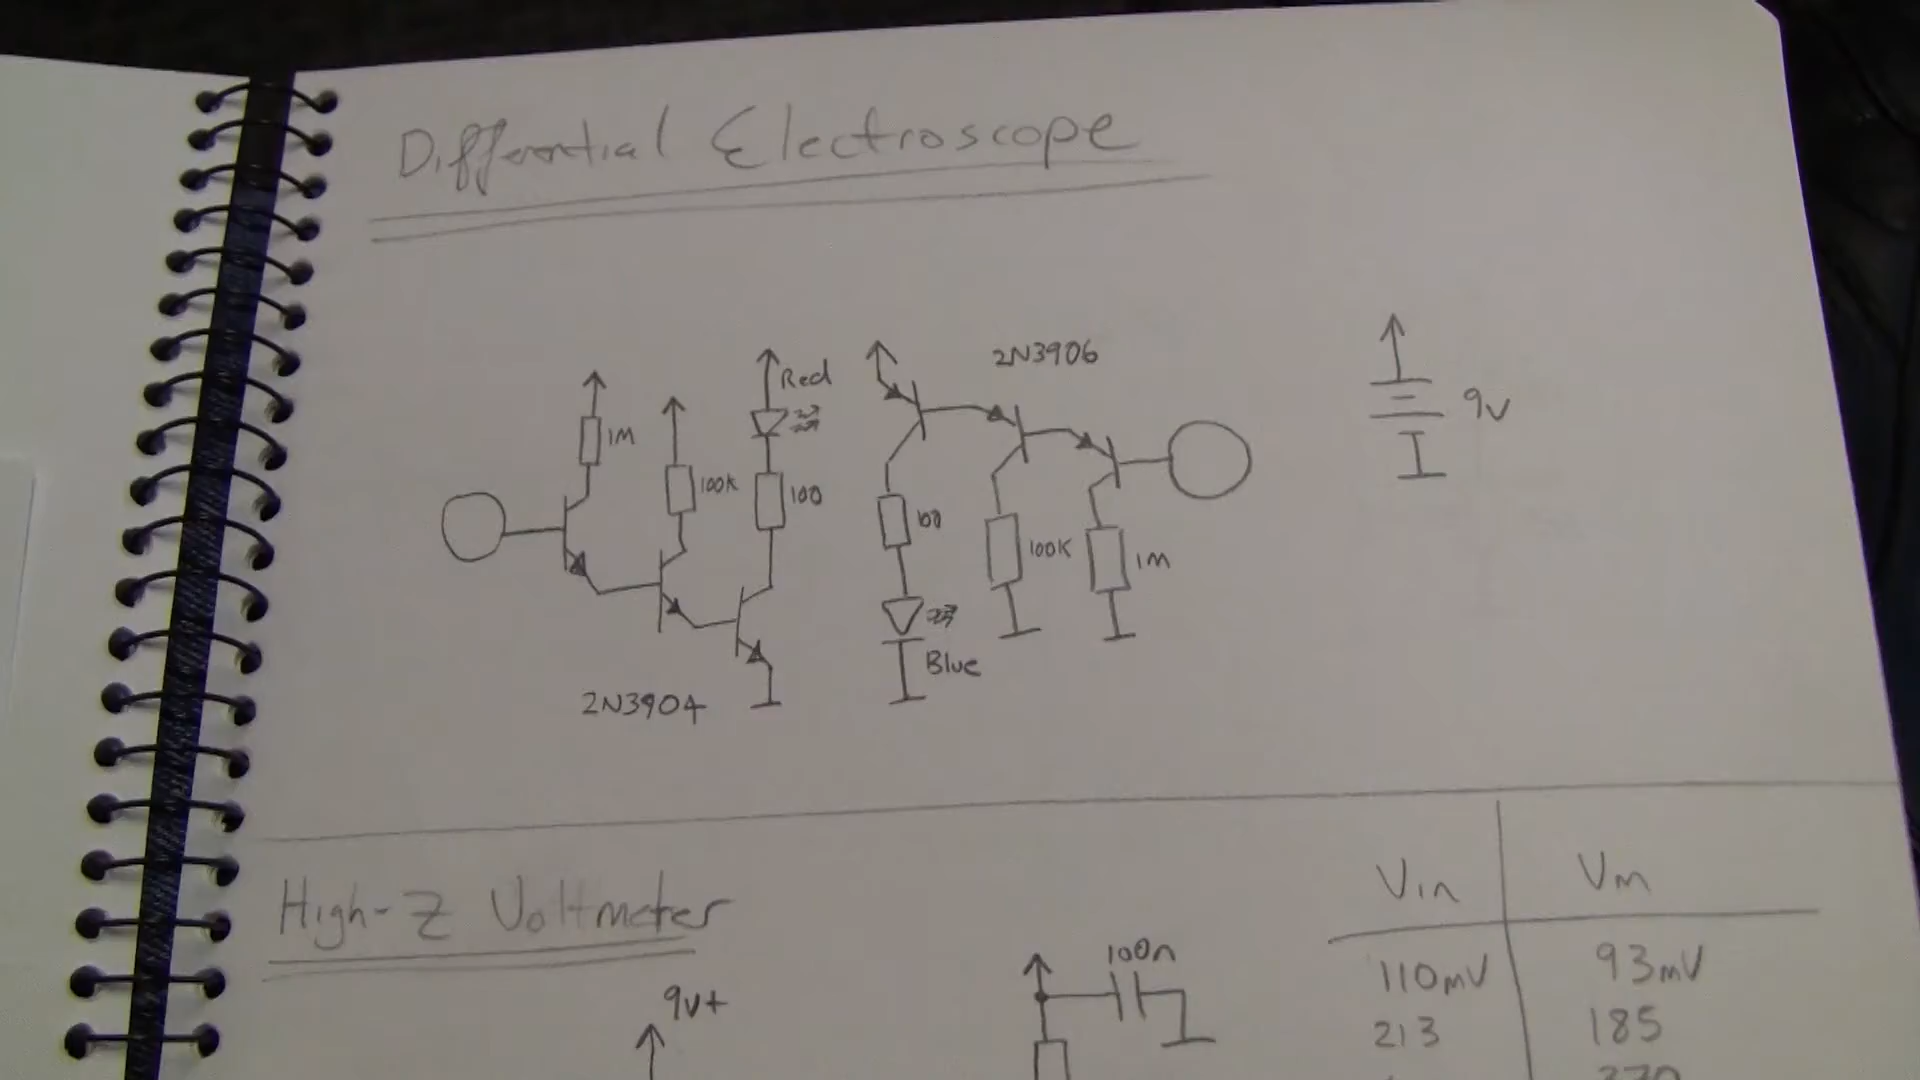 Differential Electroscope
2N3906
Red
1M
100K
100
9V
100
100K
1M
Blue
2N3904
High-Z Voltmeter
Vin Vm
100n
110mV 93mV
9V+
213 185
370